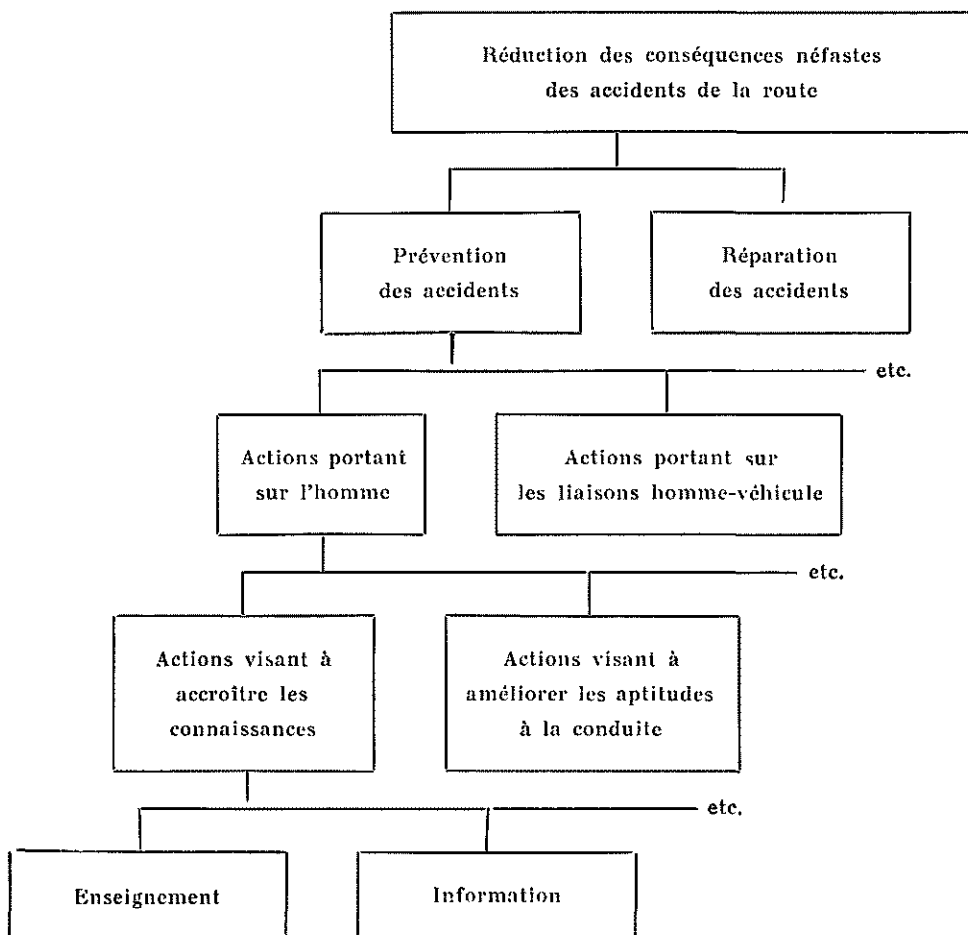 Réduction des conséquences néfastes
des accidents de la route
Prévention
des accidents
Réparation
des accidents
etc.
Actions portant
sur l'homme
Actions portant sur
les liaisons homme-véhicule
etc.
Actions visant à
accroître les
connaissances
Actions visant à
améliorer les aptitudes
à la conduite
etc.
Enseignement
Information